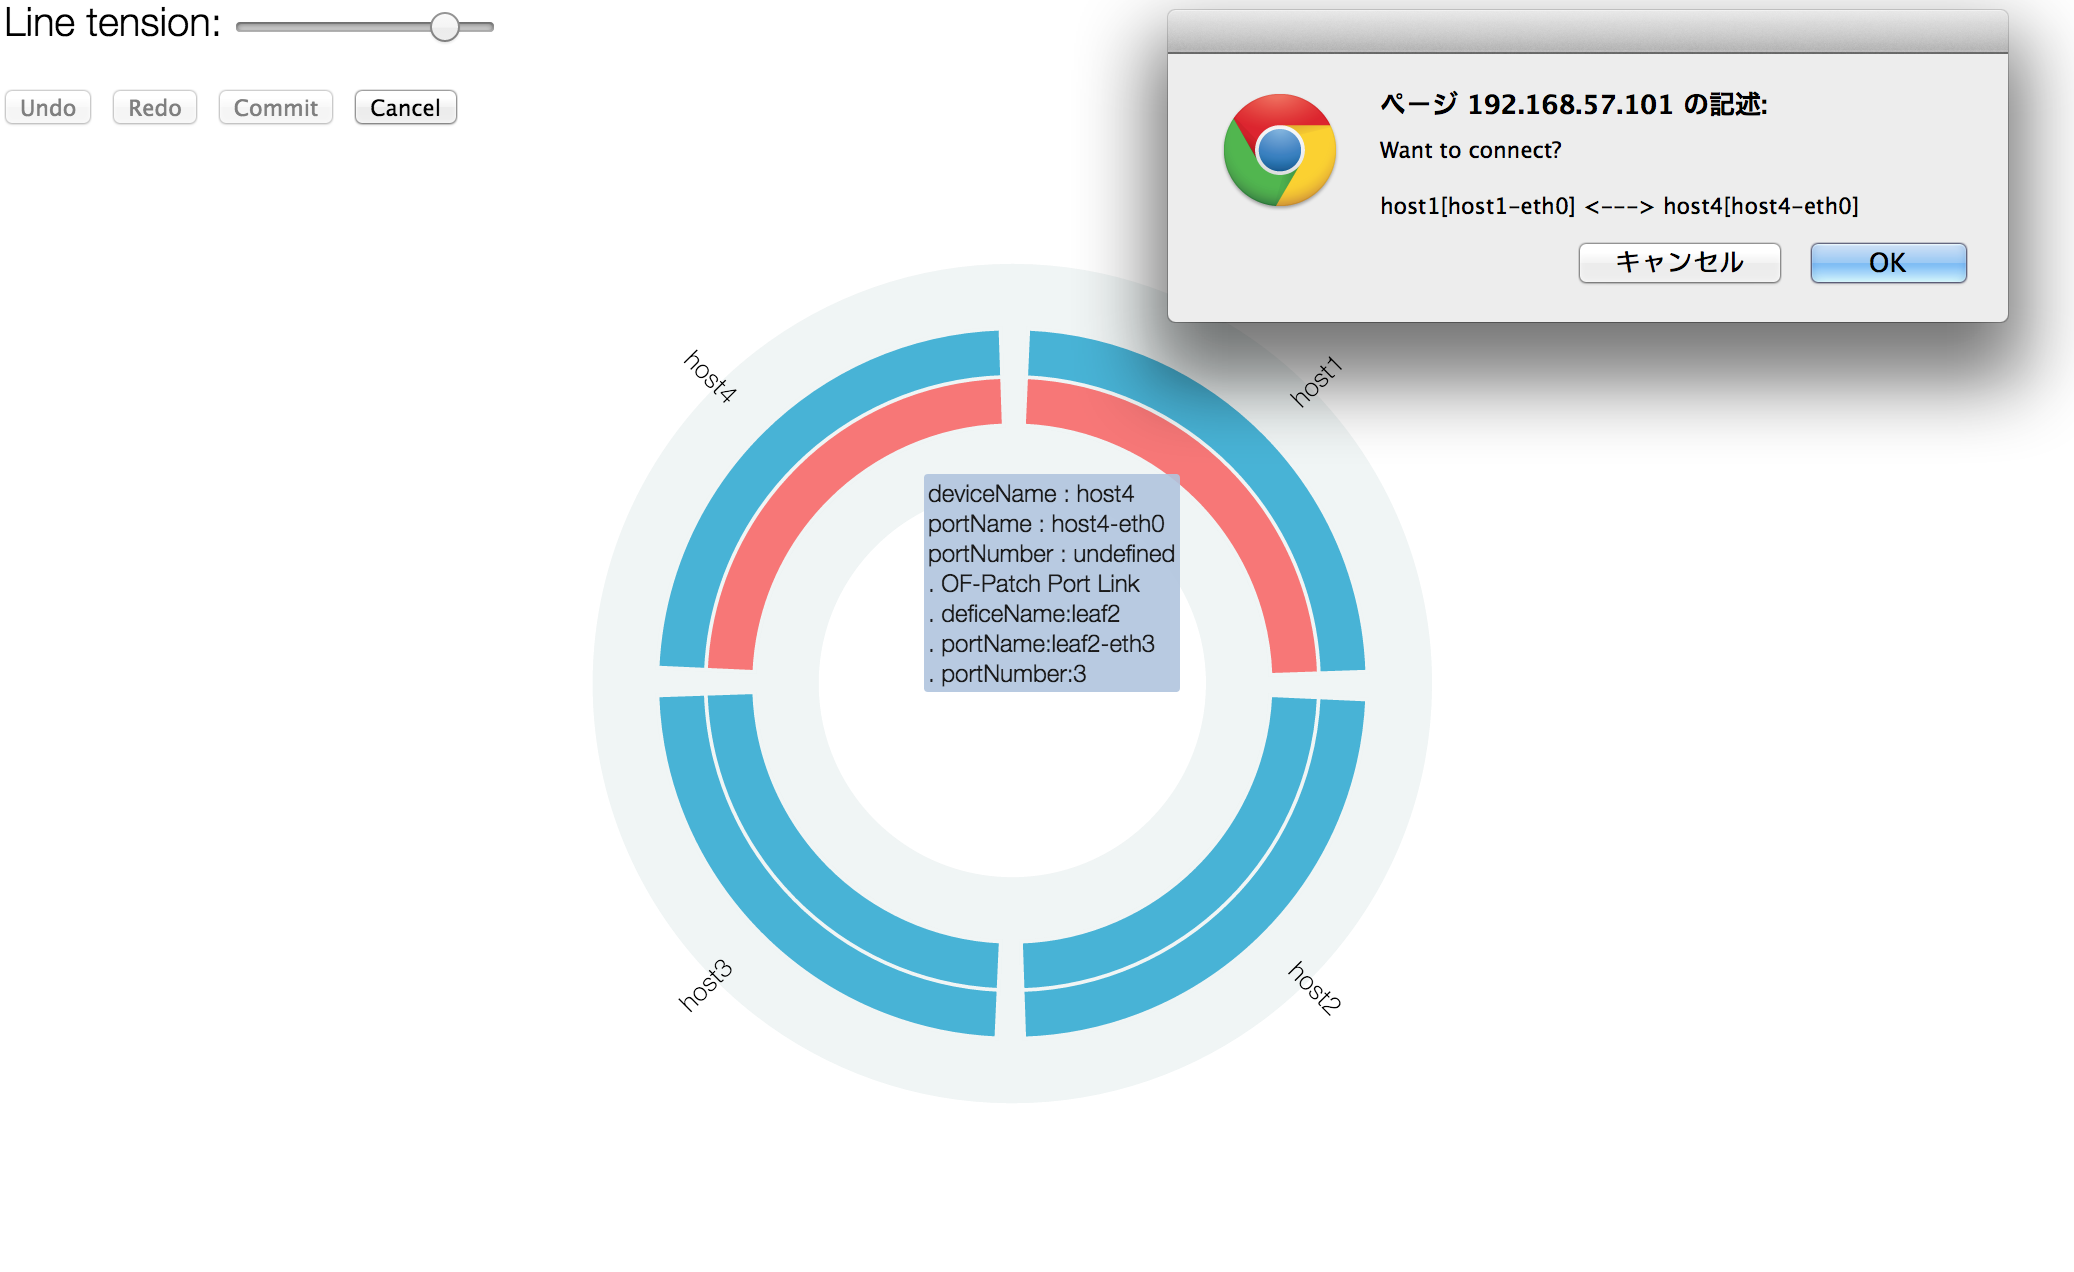 Line tension:
Undo Redo Commit Cancel
ページ 192.168.57.101 の記述:
Want to connect?
host1[host1-eth0] <---> host4[host4-eth0]
キャンセル OK
host4
host1
deviceName : host4
portName : host4-eth0
portNumber : undefined
. OF-Patch Port Link
. deficeName:leaf2
. portName:leaf2-eth3
. portNumber:3
host3
host2